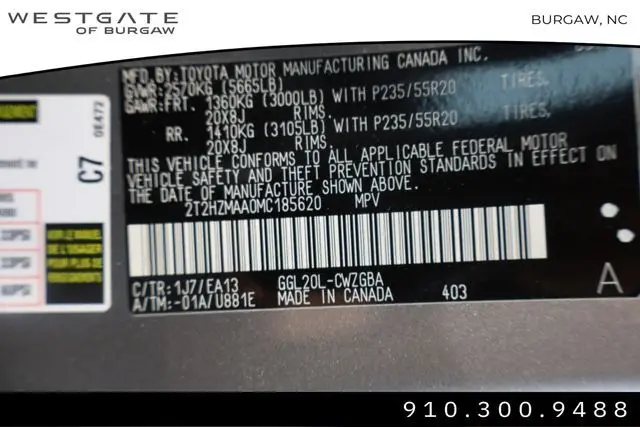 WESTGATE
OF BURGAW
BURGAW, NC
MFD. BY: TOYOTA MOTOR MANUFACTURING CANADA INC.
GVWR: 2570KG (5665LB)
GAWR: FRT. 1360KG (3000LB) WITH P235/55R20 TIRES,
20X8J RIMS.
RR. 1410KG (3105LB) WITH P235/55R20 TIRES,
20X8J RIMS.
THIS VEHICLE CONFORMS TO ALL APPLICABLE FEDERAL MOTOR
VEHICLE SAFETY AND THEFT PREVENTION STANDARDS IN EFFECT ON
THE DATE OF MANUFACTURE SHOWN ABOVE.
2T2HZMAA0MC185620 MPV
C/TR: 1J7/EA13 GGL20L-CWZGBA
A/TM: -01A/U881E MADE IN CANADA 403
A
0E472
C7
910.300.9488